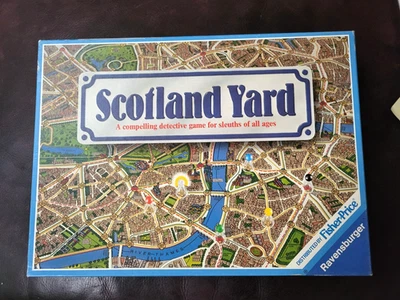 Scotland Yard
A compelling detective game for sleuths of all ages
DISTRIBUTED BY Fisher-Price
Ravensburger